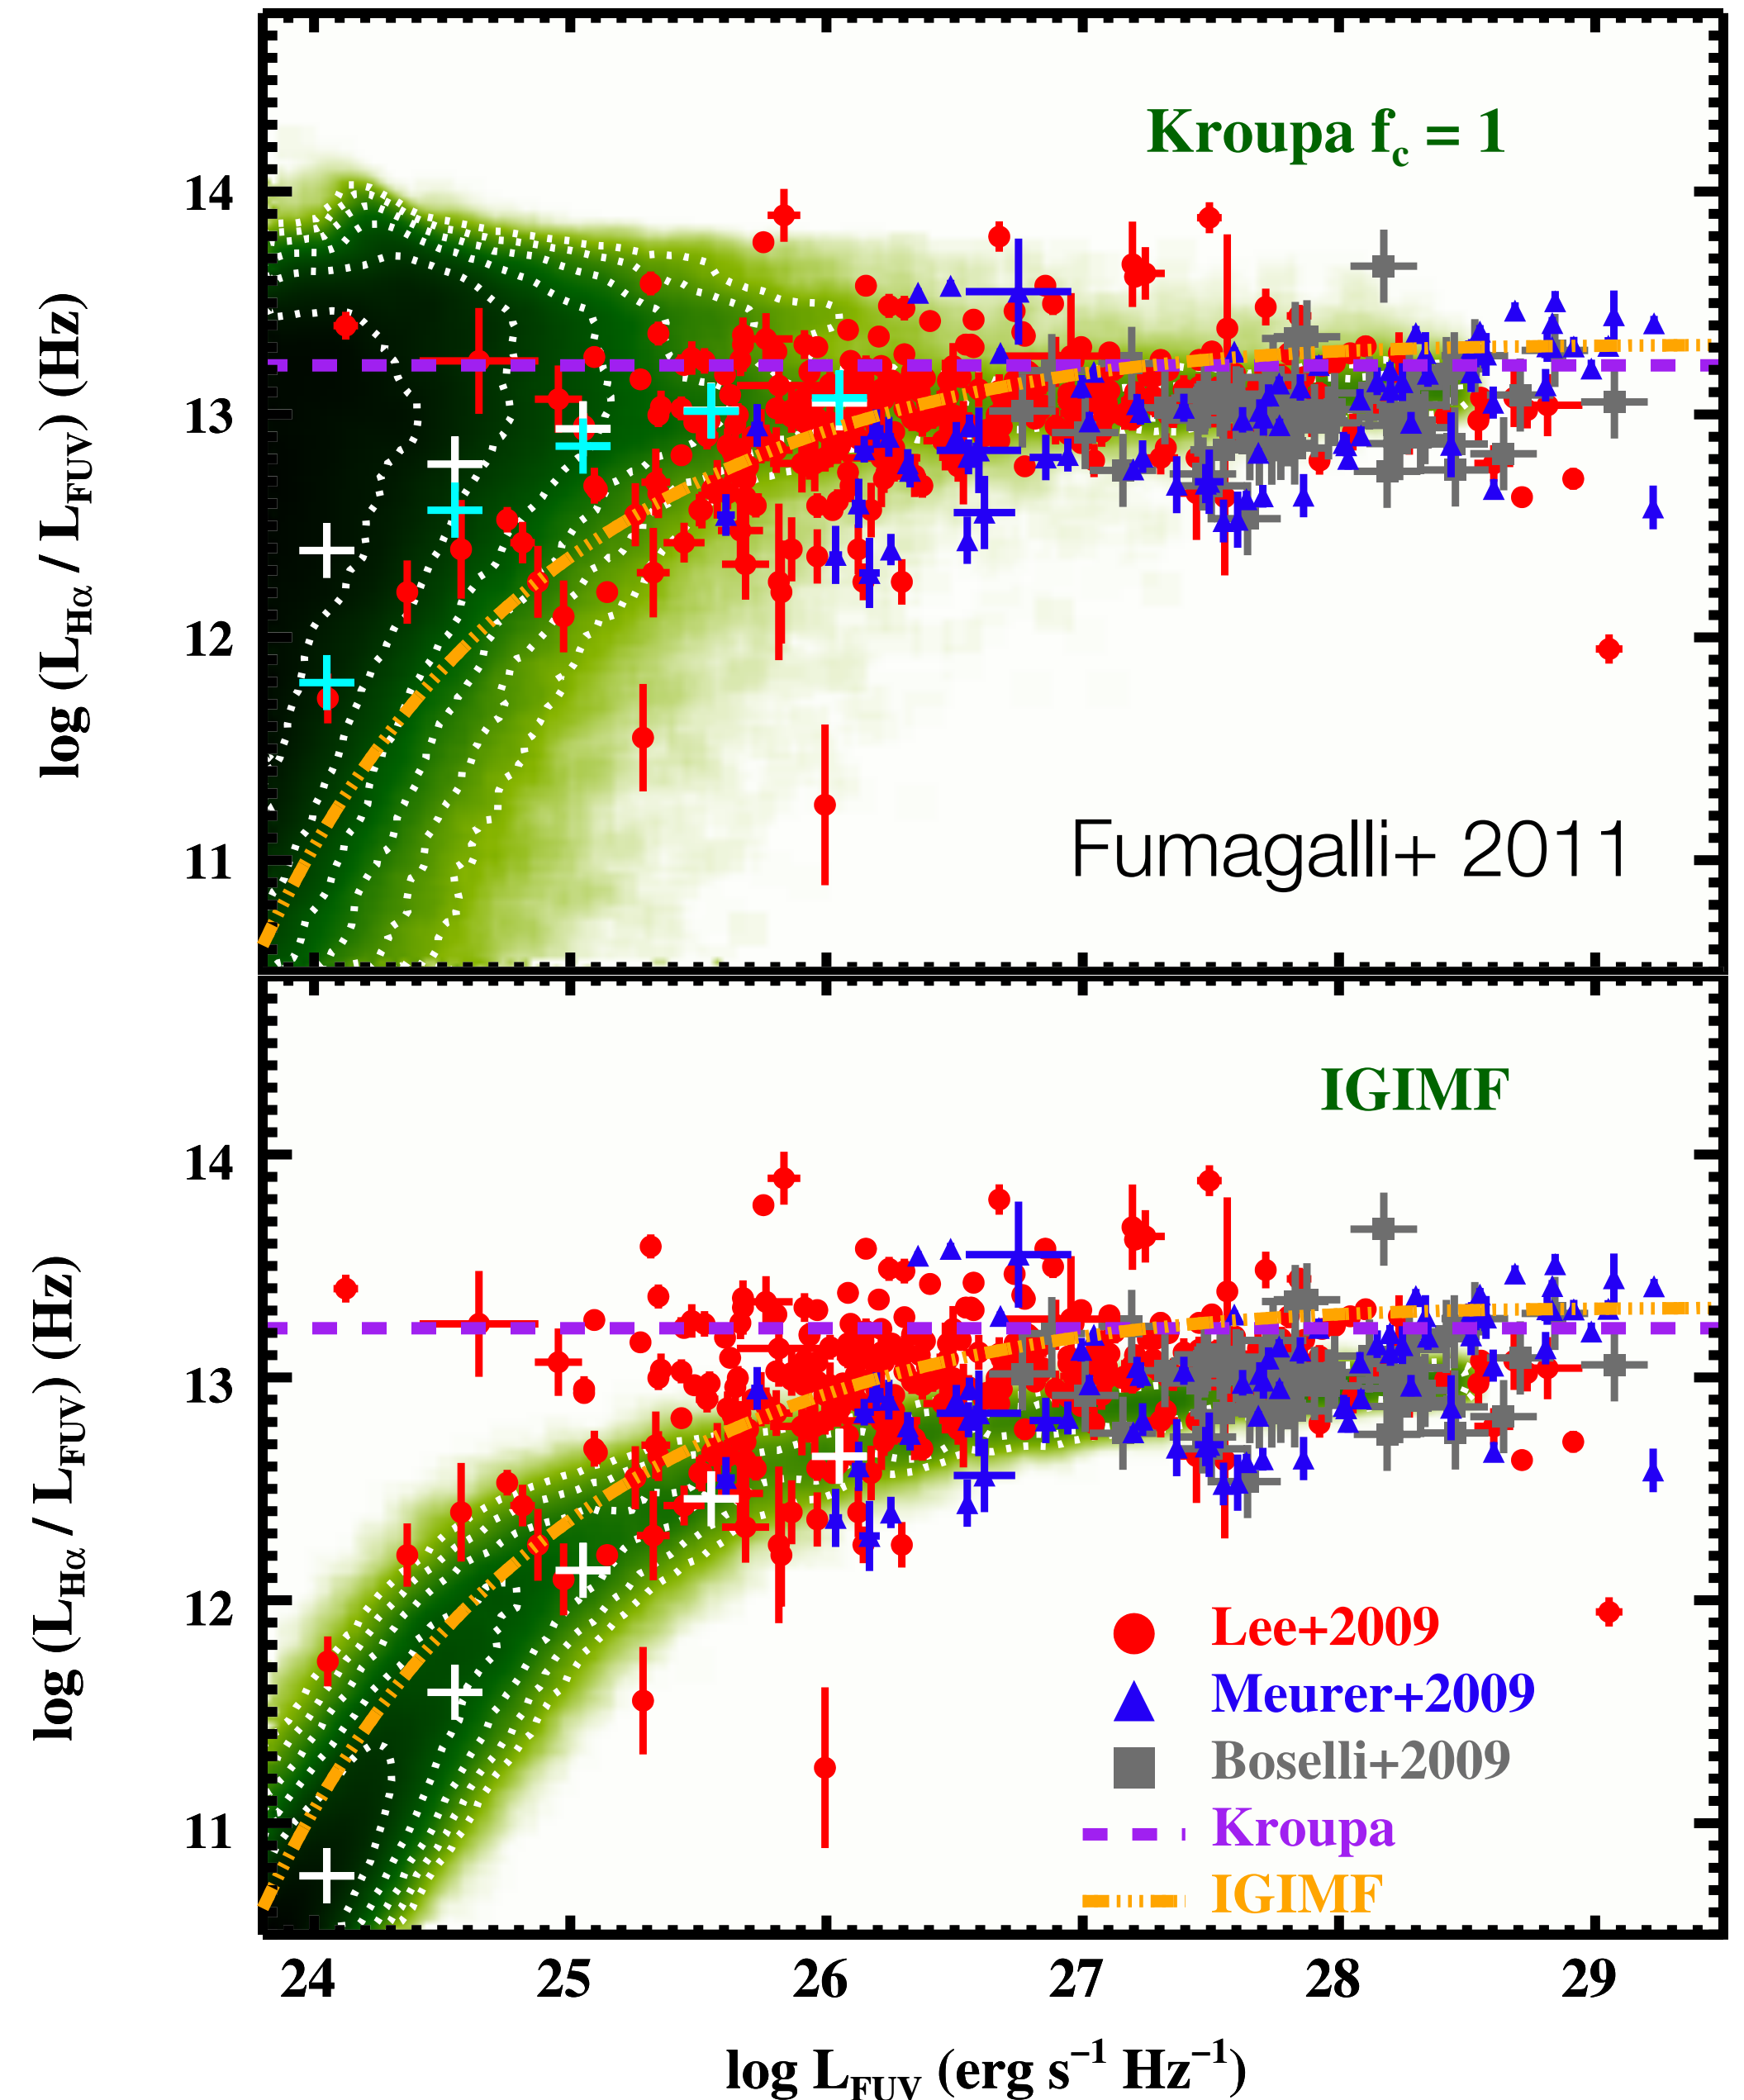 Kroupa f_c = 1
14
13
12
11
log (L_Hα / L_FUV) (Hz)
Fumagalli+ 2011
IGIMF
14
13
12
11
log (L_Hα / L_FUV) (Hz)
Lee+2009
Meurer+2009
Boselli+2009
Kroupa
IGIMF
24 25 26 27 28 29
log L_FUV (erg s⁻¹ Hz⁻¹)